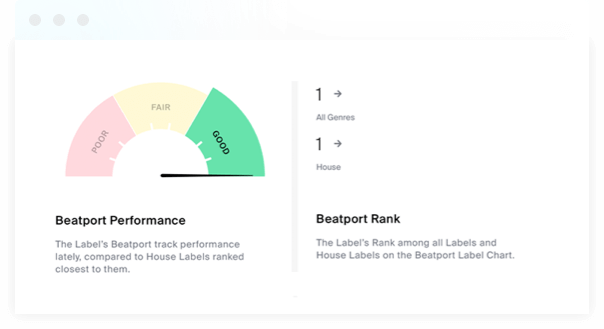 POOR
FAIR
GOOD
Beatport Performance
The Label's Beatport track performance
lately, compared to House Labels ranked
closest to them.
1 →
All Genres
1 →
House
Beatport Rank
The Label's Rank among all Labels and
House Labels on the Beatport Label Chart.